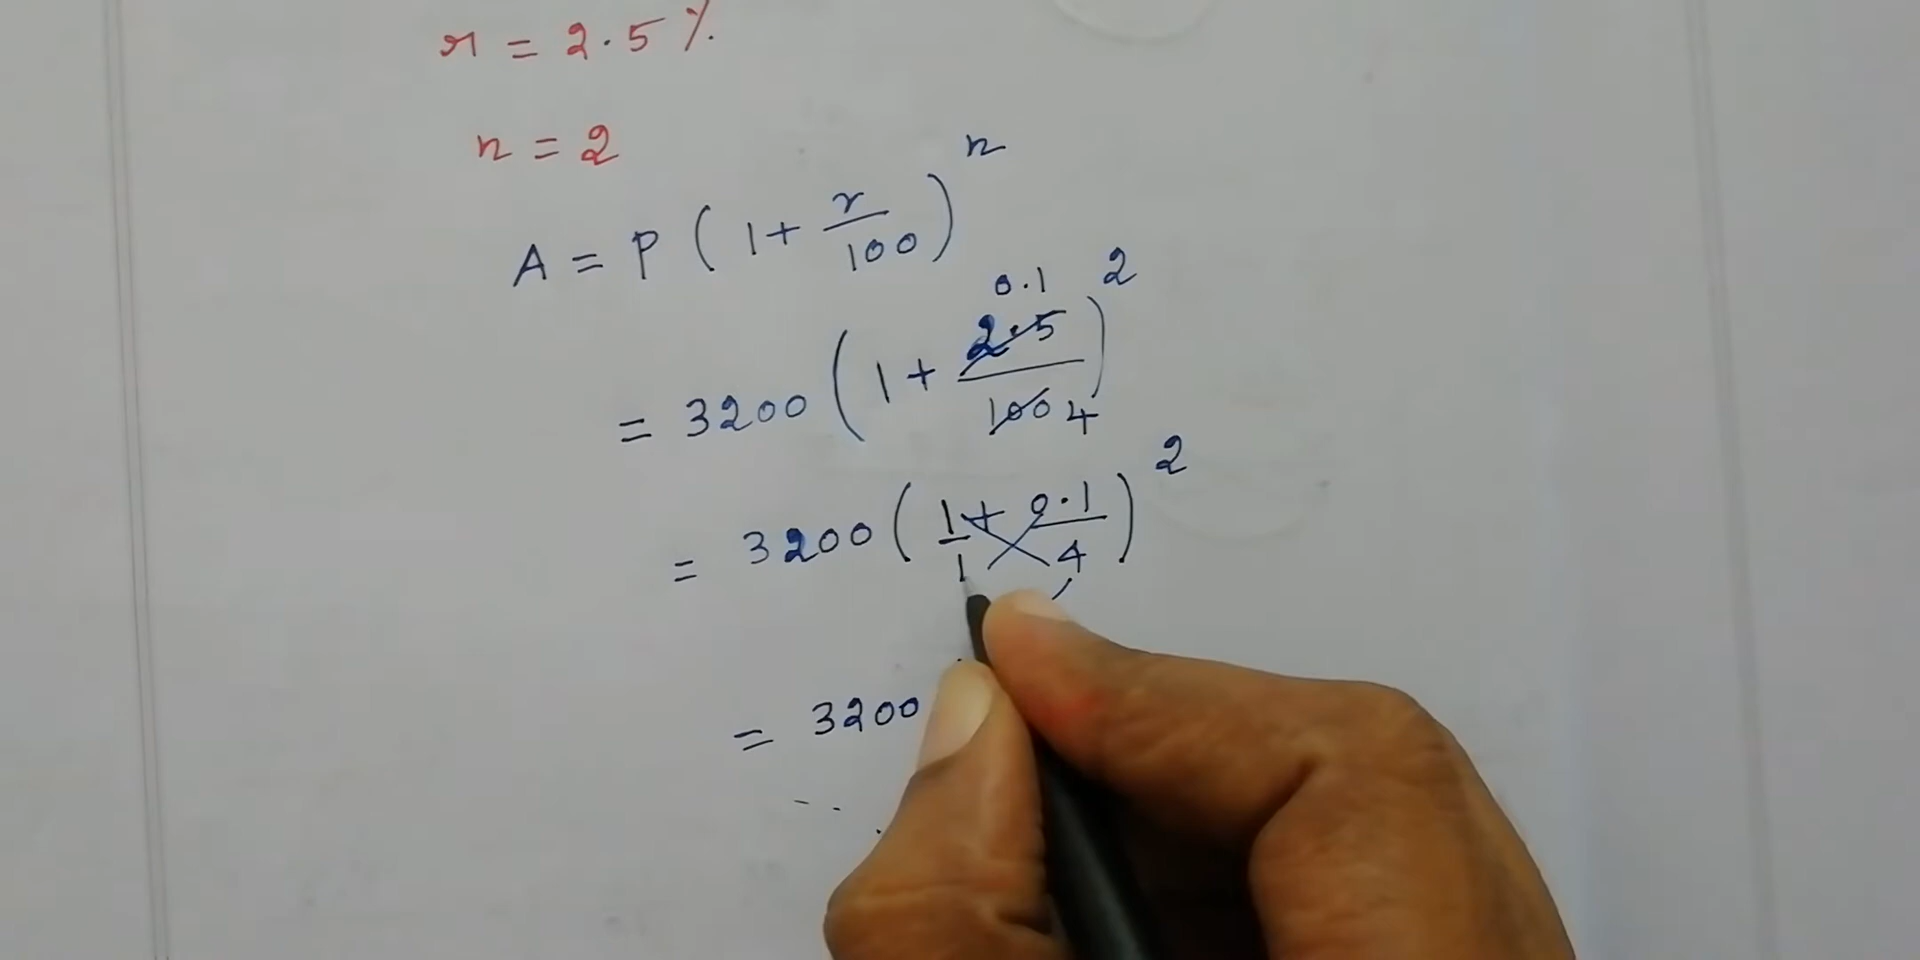 r = 2.5 %
n = 2
A = P ( 1 + r/100 )^n
= 3200 ( 1 + 2.5/100 )^2 0.1 4
= 3200 ( 1/1 + 0.1/4 )^2
= 3200